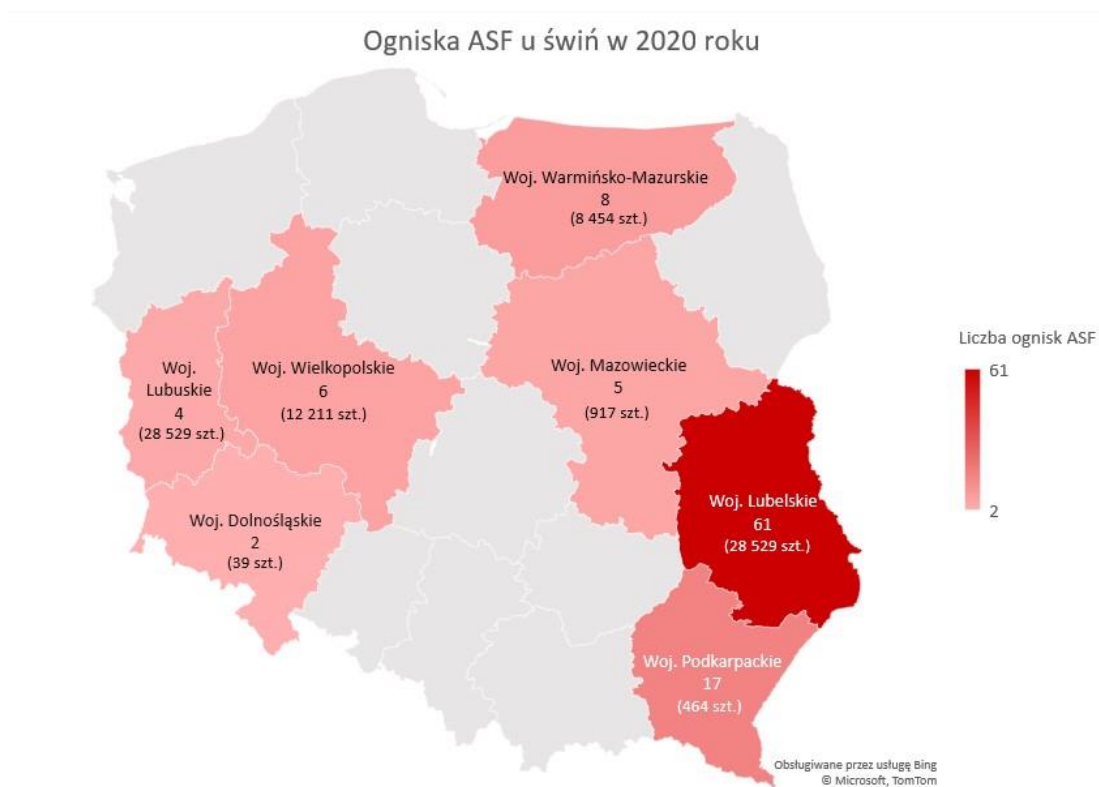 Ogniska ASF u świń w 2020 roku
Woj. Warmińsko-Mazurskie
8
(8 454 szt.)
Liczba ognisk ASF
61
2
Woj.
Lubuskie
4
(28 529 szt.)
Woj. Wielkopolskie
6
(12 211 szt.)
Woj. Mazowieckie
5
(917 szt.)
Woj. Dolnośląskie
2
(39 szt.)
Woj. Lubelskie
61
(28 529 szt.)
Woj. Podkarpackie
17
(464 szt.)
Obsługiwane przez usługę Bing
© Microsoft, TomTom